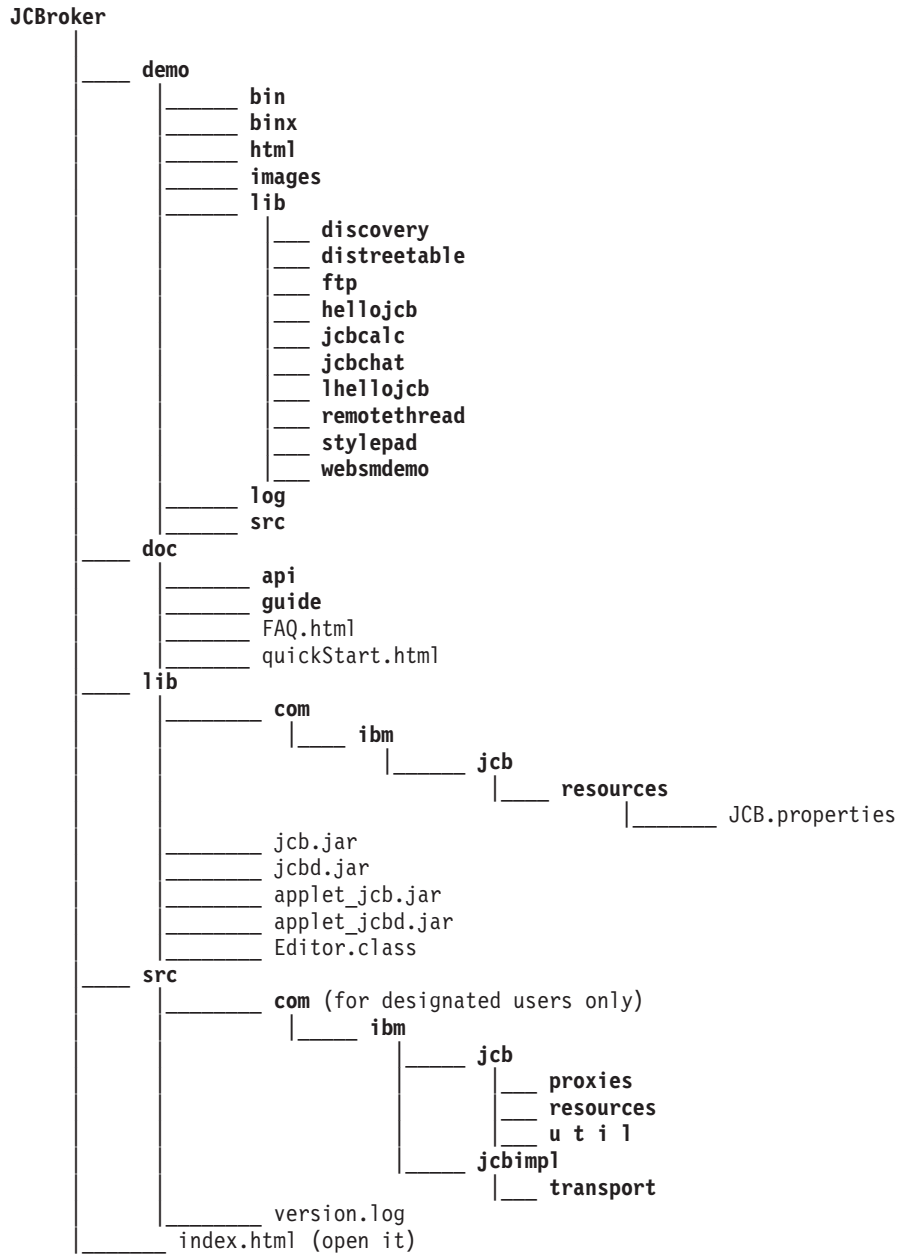 JCBroker
demo
bin
binx
html
images
lib
discovery
distreetable
ftp
hellojcb
jcbcalc
jcbchat
lhellojcb
remotethread
stylepad
websmdemo
log
src
doc
api
guide
FAQ.html
quickStart.html
lib
com
ibm
jcb
resources
JCB.properties
jcb.jar
jcbd.jar
applet_jcb.jar
applet_jcbd.jar
Editor.class
src
com (for designated users only)
ibm
jcb
proxies
resources
u t i l
jcbimpl
transport
version.log
index.html (open it)